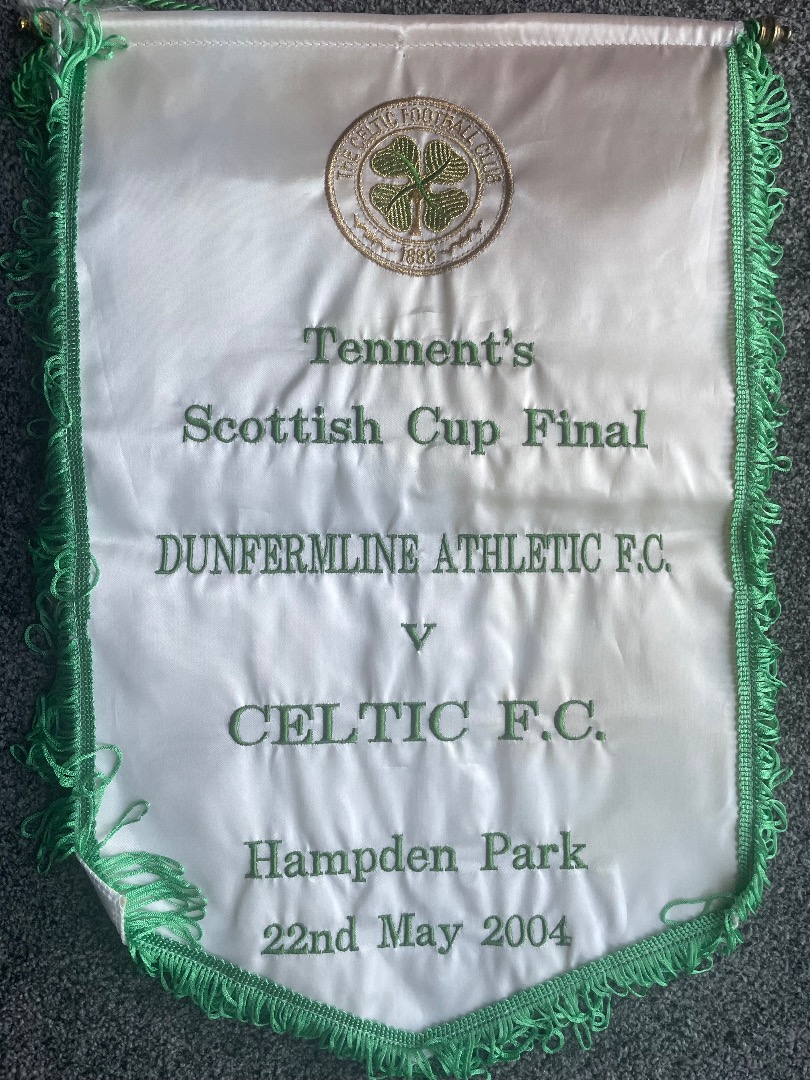 THE CELTIC FOOTBALL CLUB
1888
Tennent's
Scottish Cup Final
DUNFERMLINE ATHLETIC F.C.
v
CELTIC F.C.
Hampden Park
22nd May 2004